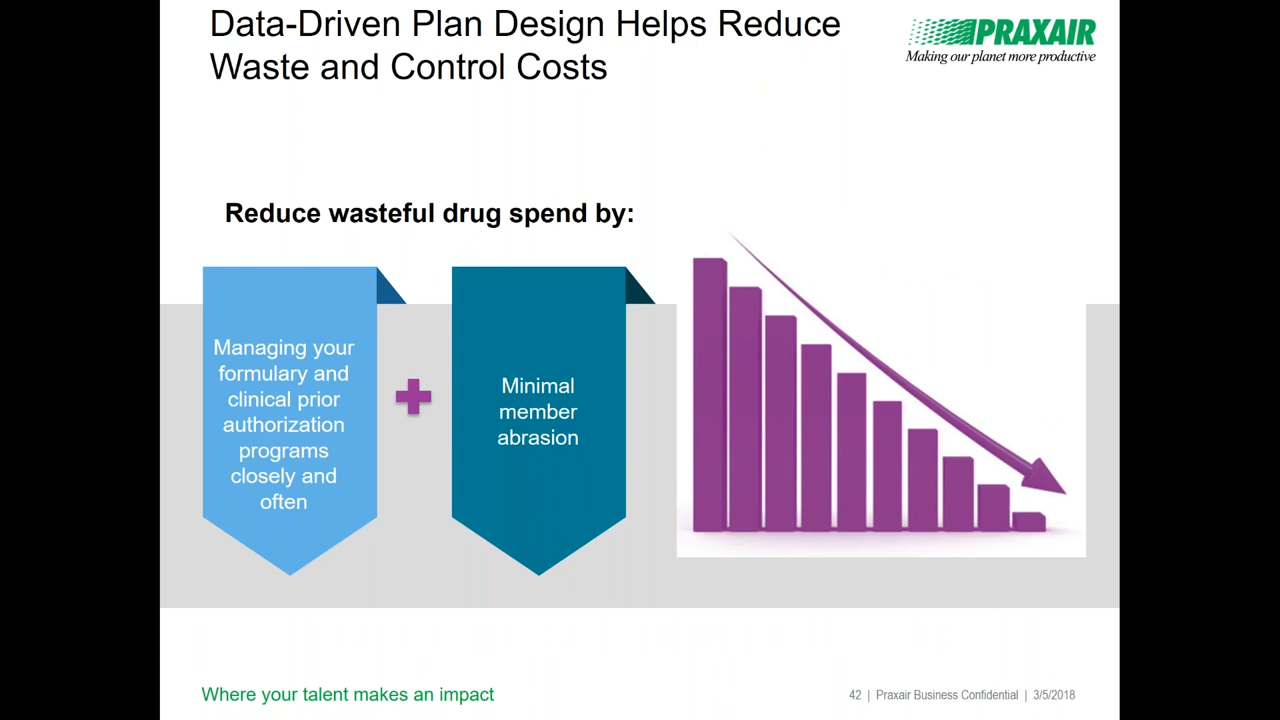 Data-Driven Plan Design Helps Reduce
Waste and Control Costs
PRAXAIR
Making our planet more productive
Reduce wasteful drug spend by:
Managing your
formulary and
clinical prior
authorization
programs
closely and
often
Minimal
member
abrasion
Where your talent makes an impact
42 | Praxair Business Confidential | 3/5/2018